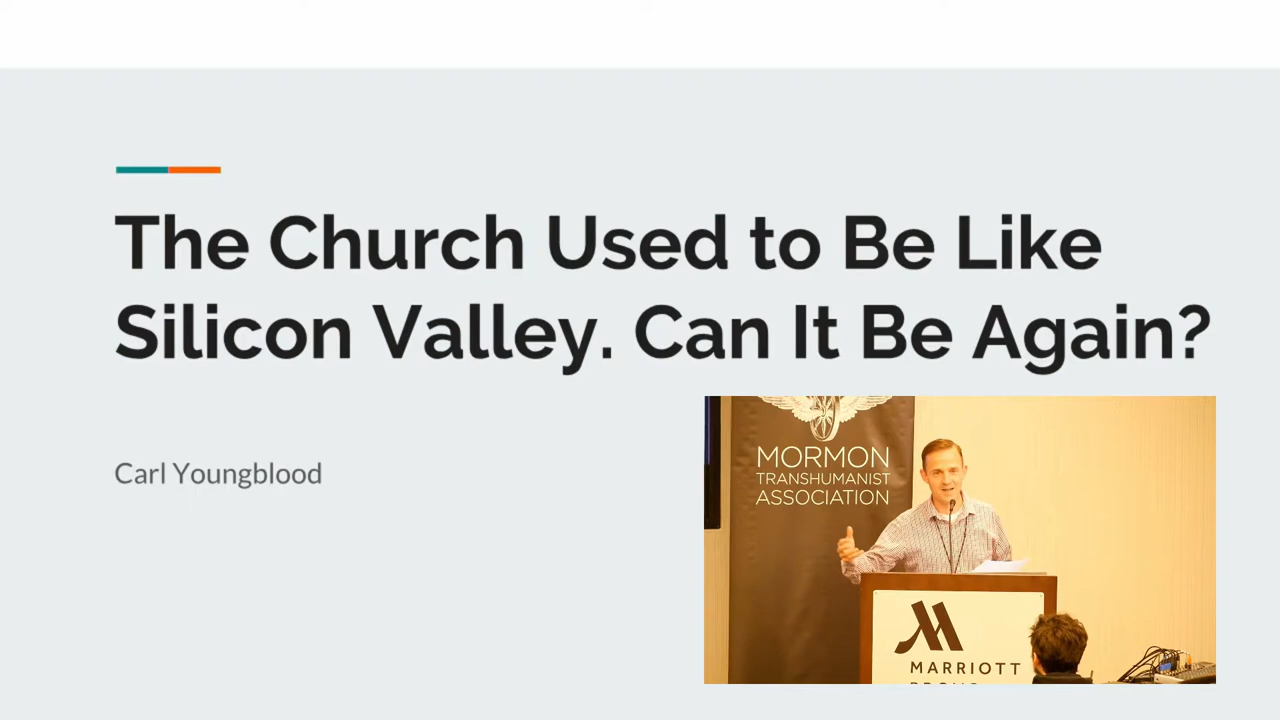 The Church Used to Be Like
Silicon Valley. Can It Be Again?
Carl Youngblood
MORMON
TRANSHUMANIST
ASSOCIATION
MARRIOTT